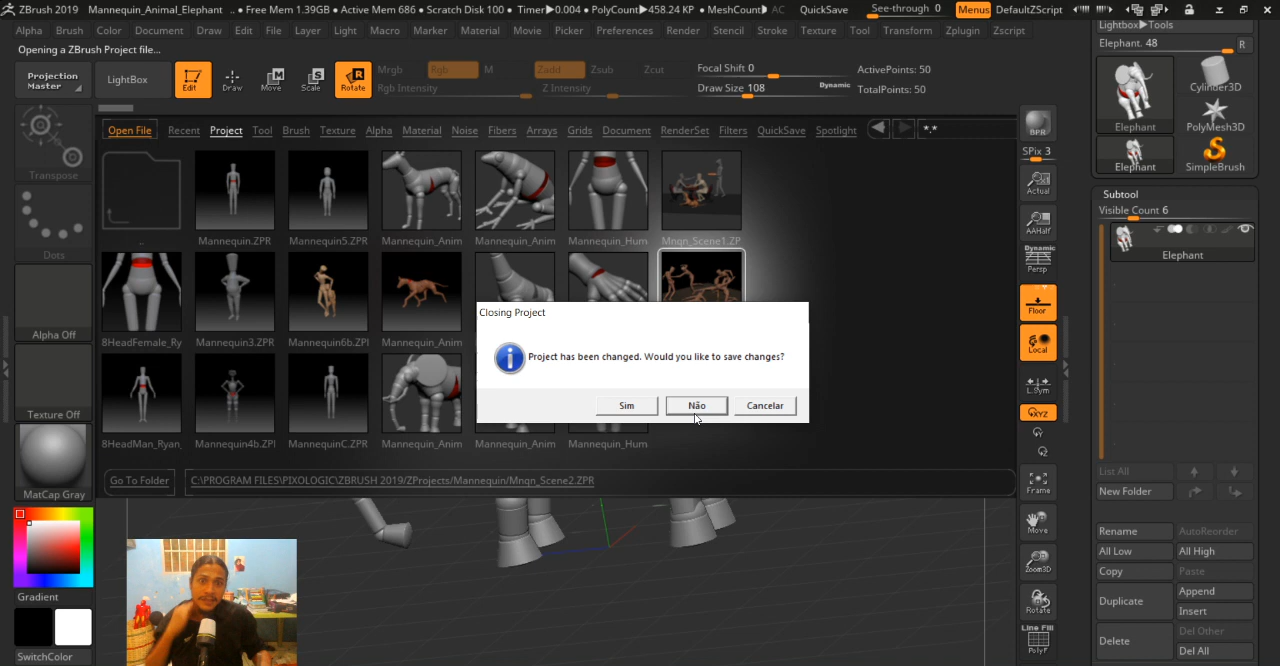 ZBrush 2019 Mannequin_Animal_Elephant .. • Free Mem 1.39GB • Active Mem 686 • Scratch Disk 100 • Timer▶0.004 • PolyCount▶458.24 KP • MeshCount▶ AC QuickSave See-through 0 Menus DefaultZScript
Alpha Brush Color Document Draw Edit File Layer Light Macro Marker Material Movie Picker Preferences Render Stencil Stroke Texture Tool Transform Zplugin Zscript
Opening a ZBrush Project file...
Projection Master
LightBox
Edit
Draw
Move
Scale
Rotate
Mrgb Rgb M
Rgb Intensity
Zadd Zsub Zcut
Z Intensity
Focal Shift 0
Draw Size 108 Dynamic
ActivePoints: 50
TotalPoints: 50
Open File Recent Project Tool Brush Texture Alpha Material Noise Fibers Arrays Grids Document RenderSet Filters QuickSave Spotlight *.*
.. Mannequin.ZPR Mannequin5.ZPR Mannequin_Anim Mannequin_Anim Mannequin_Hum Mnqn_Scene1.ZP
8HeadFemale_Ry Mannequin3.ZPR Mannequin6b.ZPI Mannequin_Anim
8HeadMan_Ryan_ Mannequin4b.ZPI MannequinC.ZPR Mannequin_Anim Mannequin_Anim Mannequin_Hum
Closing Project
Project has been changed. Would you like to save changes?
Sim Não Cancelar
Go To Folder C:\PROGRAM FILES\PIXOLOGIC\ZBRUSH 2019/ZProjects/Mannequin/Mnqn_Scene2.ZPR
Transpose
Dots
Alpha Off
Texture Off
MatCap Gray
Gradient
SwitchColor
BPR
SPix 3
Actual
AAHalf
Dynamic
Persp
Floor
Local
L.Sym
XYZ
Frame
Move
Zoom3D
Rotate
Line Fill
PolyF
Lightbox▶Tools
Elephant. 48 R
Elephant
Cylinder3D
PolyMesh3D
Elephant
SimpleBrush
Subtool
Visible Count 6
Elephant
List All
New Folder
Rename AutoReorder
All Low All High
Copy Paste
Duplicate
Append
Insert
Delete
Del Other
Del All